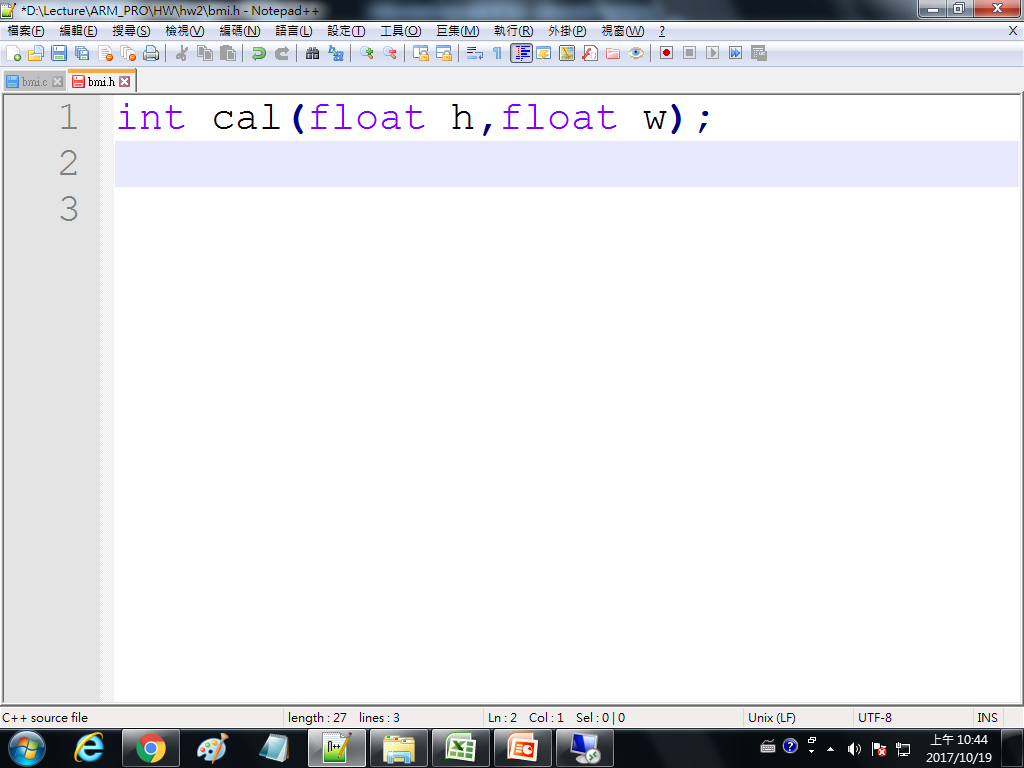 *D:\Lecture\ARM_PRO\HW\hw2\bmi.h - Notepad++
檔案(F) 編輯(E) 搜尋(S) 檢視(V) 編碼(N) 語言(L) 設定(T) 工具(O) 巨集(M) 執行(R) 外掛(P) 視窗(W) ? X
bmi.c bmi.h
1 int cal(float h,float w);
2
3
C++ source file length : 27 lines : 3 Ln : 2 Col : 1 Sel : 0 | 0 Unix (LF) UTF-8 INS
上午 10:44
2017/10/19